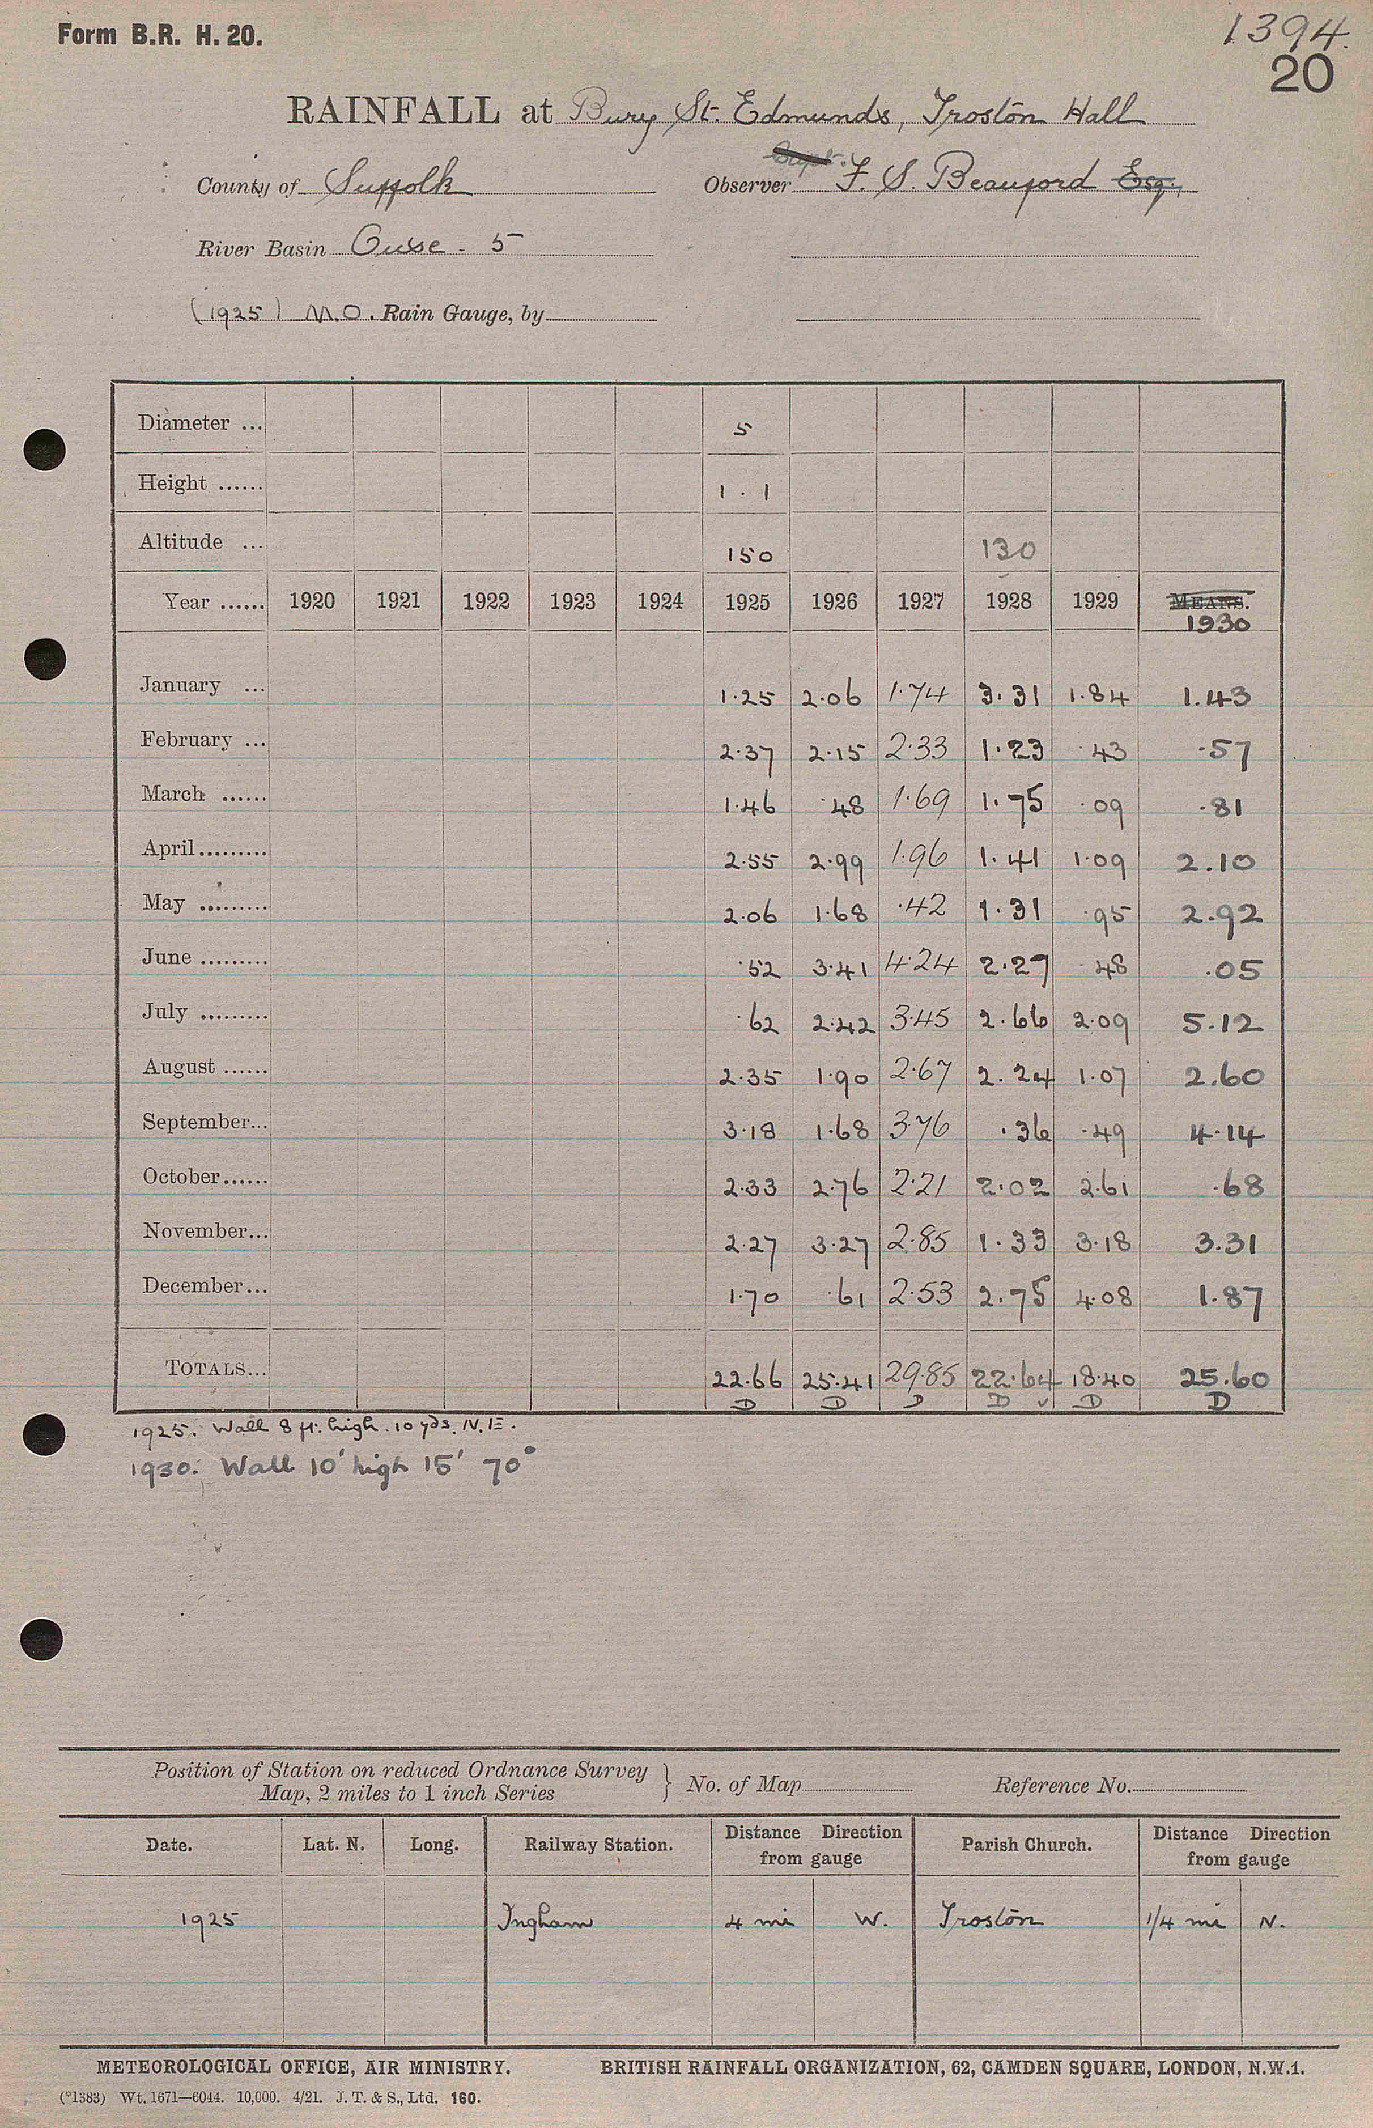 Form B.R. H. 20.
1394.
20
RAINFALL at Bury St. Edmunds, Troston Hall
County of Suffolk Observer F. S. Beauford Esq.
River Basin Ouse - 5
(1925) M.O. Rain Gauge, by
Diameter ... 5
Height ...... 1 . 1
Altitude ... 150 130
Year ...... 1920 1921 1922 1923 1924 1925 1926 1927 1928 1929 MEANS.
1930
January ... 1.25 2.06 1.74 3.31 1.84 1.43
February ... 2.37 2.15 2.33 1.23 .43 .57
March ...... 1.46 .48 1.69 1.75 .09 .81
April......... 2.55 2.99 1.96 1.41 1.09 2.10
May ......... 2.06 1.68 .42 1.31 .95 2.92
June ......... .52 3.41 4.24 2.27 .48 .05
July ......... .62 2.42 3.45 2.66 2.09 5.12
August ...... 2.35 1.90 2.67 2.24 1.07 2.60
September... 3.18 1.68 3.76 .36 .49 4.14
October...... 2.33 2.76 2.21 2.02 2.61 .68
November... 2.27 3.27 2.85 1.33 3.18 3.31
December... 1.70 .61 2.53 2.75 4.08 1.87
TOTALS... 22.66 25.41 29.85 22.64 18.40 25.60
D D D D v D D
1925. Wall 8 ft. high. 10 yds. N.E.
1930. Wall 10' high 15' 70°
Position of Station on reduced Ordnance Survey
Map, 2 miles to 1 inch Series } No. of Map Reference No.
Date. Lat. N. Long. Railway Station. Distance Direction from gauge Parish Church. Distance Direction from gauge
1925 Ingham 4 mi W. Troston 1/4 mi N.
METEOROLOGICAL OFFICE, AIR MINISTRY. BRITISH RAINFALL ORGANIZATION, 62, CAMDEN SQUARE, LONDON, N.W.1.
(*1383) Wt. 1671—6044. 10,000. 4/21. J. T. & S., Ltd. 160.